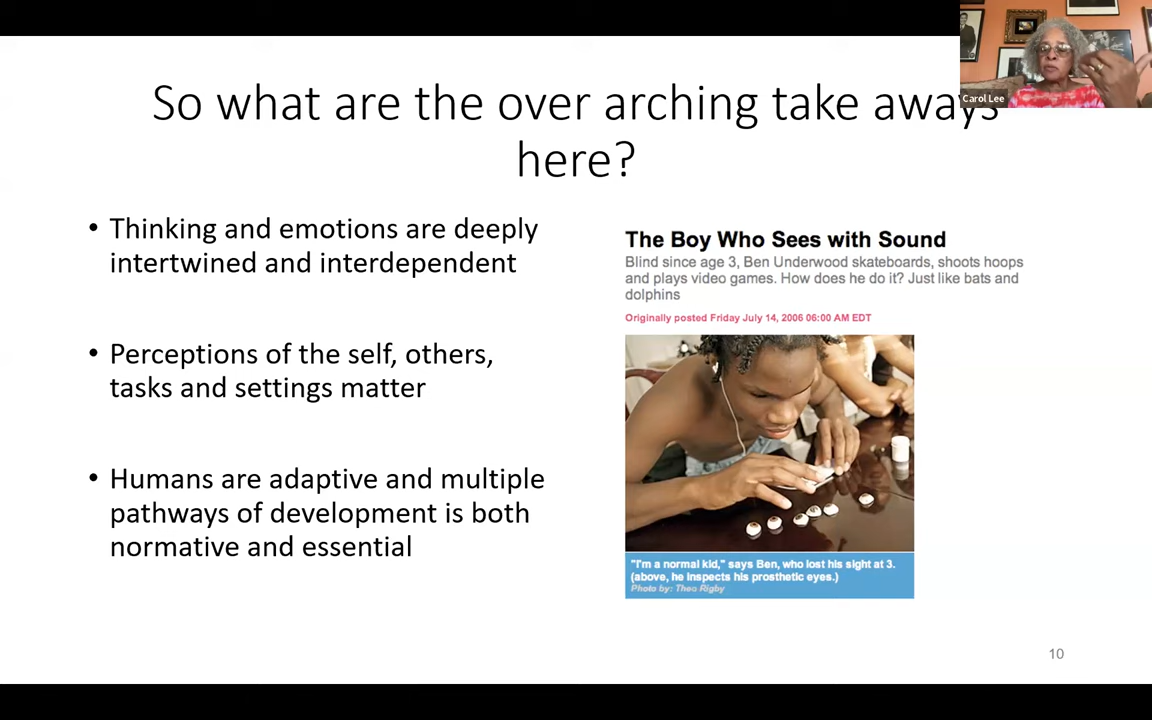 Carol Lee
So what are the over arching take aways
here?
• Thinking and emotions are deeply
intertwined and interdependent
• Perceptions of the self, others,
tasks and settings matter
• Humans are adaptive and multiple
pathways of development is both
normative and essential
The Boy Who Sees with Sound
Blind since age 3, Ben Underwood skateboards, shoots hoops
and plays video games. How does he do it? Just like bats and
dolphins
Originally posted Friday July 14, 2006 06:00 AM EDT
"I'm a normal kid," says Ben, who lost his sight at 3.
(above, he inspects his prosthetic eyes.)
Photo by: Theo Rigby
10